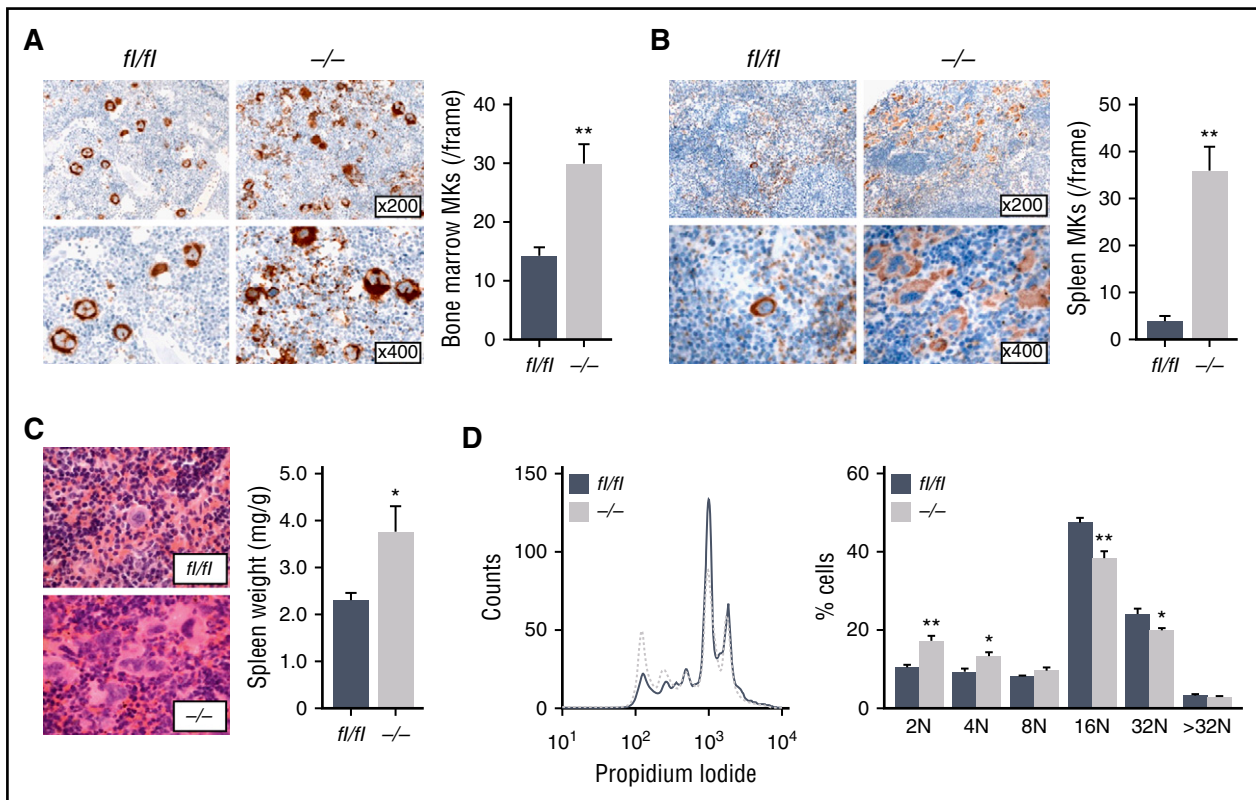 A
fl/fl
–/–
x200
x400
Bone marrow MKs (/frame)
40
30
20
10
0
**
fl/fl
–/–
B
fl/fl
–/–
x200
x400
Spleen MKs (/frame)
50
40
30
20
10
0
**
fl/fl
–/–
C
fl/fl
–/–
Spleen weight (mg/g)
5.0
4.0
3.0
2.0
1.0
0
*
fl/fl
–/–
D
Counts
150
100
50
0
fl/fl
–/–
10¹ 10² 10³ 10⁴
Propidium Iodide
% cells
60
40
20
0
fl/fl
–/–
** * ** *
2N 4N 8N 16N 32N >32N